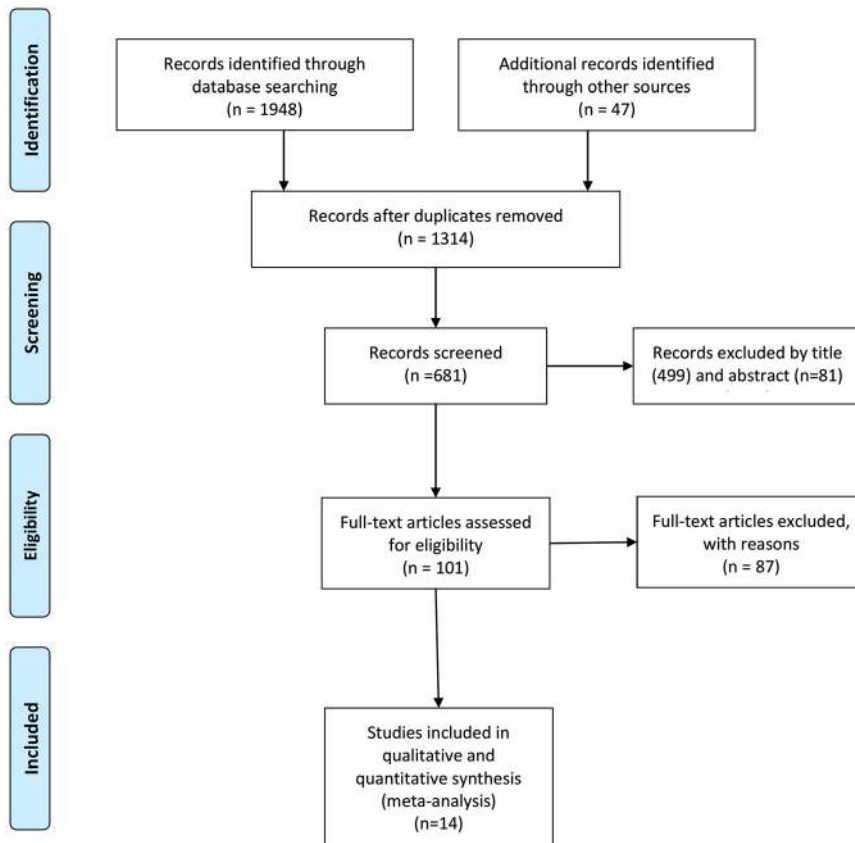 Identification
Records identified through
database searching
(n = 1948)
Additional records identified
through other sources
(n = 47)
Records after duplicates removed
(n = 1314)
Screening
Records screened
(n =681)
Records excluded by title
(499) and abstract (n=81)
Eligibility
Full-text articles assessed
for eligibility
(n = 101)
Full-text articles excluded,
with reasons
(n = 87)
Included
Studies included in
qualitative and
quantitative synthesis
(meta-analysis)
(n=14)